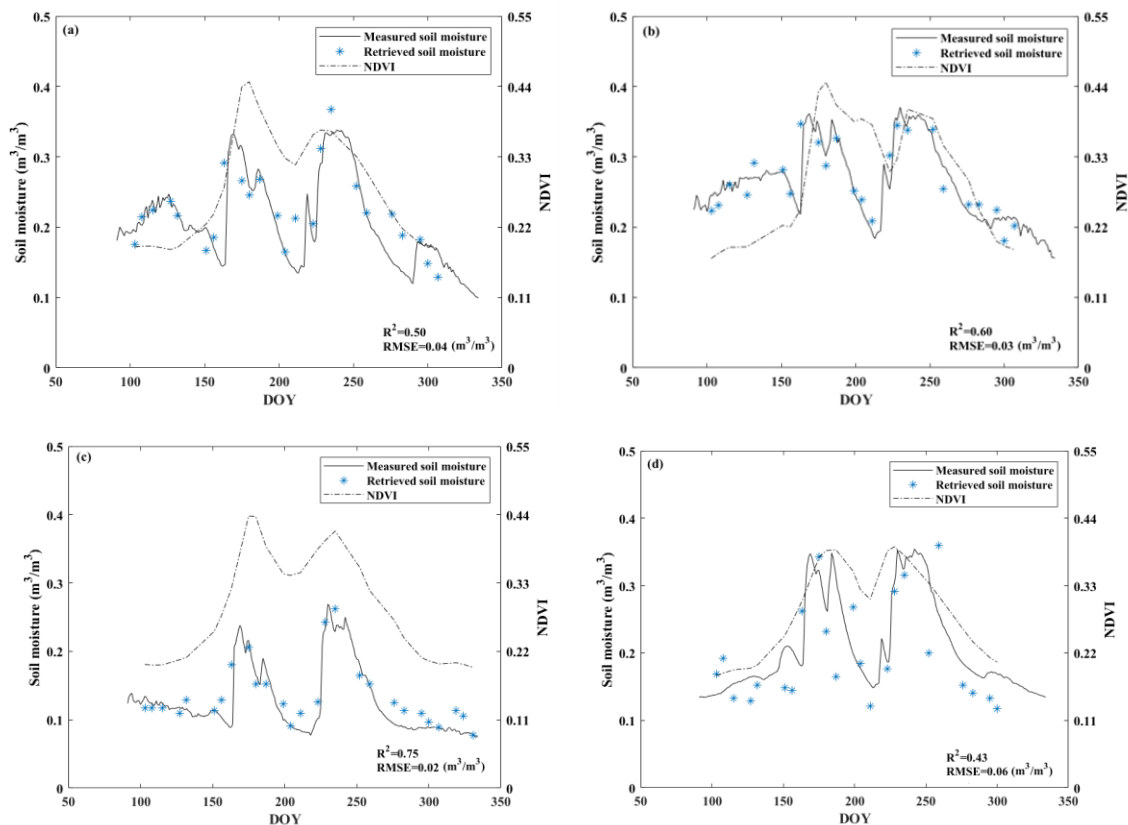 (a)
Measured soil moisture
Retrieved soil moisture
NDVI
0.5
0.4
0.3
0.2
0.1
0
Soil moisture (m³/m³)
0.55
0.44
0.33
0.22
0.11
0
NDVI
R²=0.50
RMSE=0.04 (m³/m³)
50 100 150 200 250 300 350
DOY
(b)
Measured soil moisture
Retrieved soil moisture
NDVI
0.5
0.4
0.3
0.2
0.1
0
Soil moisture (m³/m³)
0.55
0.44
0.33
0.22
0.11
0
NDVI
R²=0.60
RMSE=0.03 (m³/m³)
50 100 150 200 250 300 350
DOY
(c)
Measured soil moisture
Retrieved soil moisture
NDVI
0.5
0.4
0.3
0.2
0.1
0
Soil moisture (m³/m³)
0.55
0.44
0.33
0.22
0.11
0
NDVI
R²=0.75
RMSE=0.02 (m³/m³)
50 100 150 200 250 300 350
DOY
(d)
Measured soil moisture
Retrieved soil moisture
NDVI
0.5
0.4
0.3
0.2
0.1
0
Soil moisture (m³/m³)
0.55
0.44
0.33
0.22
0.11
0
NDVI
R²=0.43
RMSE=0.06 (m³/m³)
50 100 150 200 250 300 350
DOY